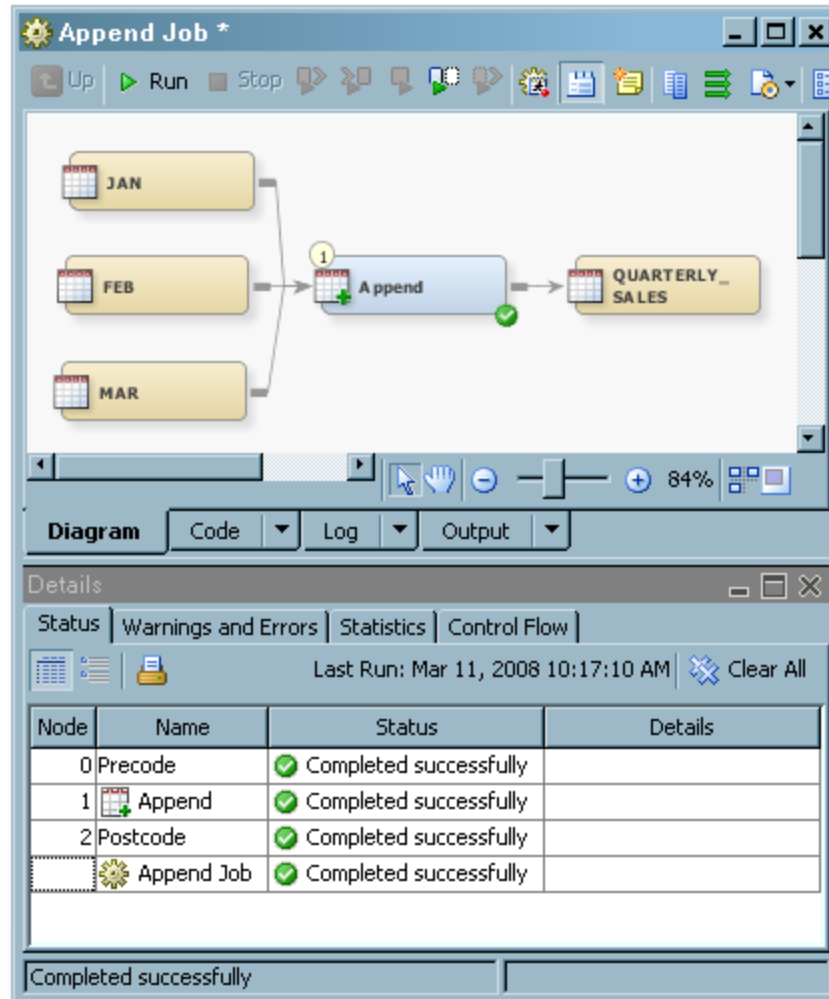 Append Job *
Up Run Stop
JAN
FEB
MAR
1
Append
QUARTERLY_
SALES
84%
Diagram Code Log Output
Details
Status Warnings and Errors Statistics Control Flow
Last Run: Mar 11, 2008 10:17:10 AM Clear All
Node Name Status Details
0 Precode Completed successfully
1 Append Completed successfully
2 Postcode Completed successfully
Append Job Completed successfully
Completed successfully